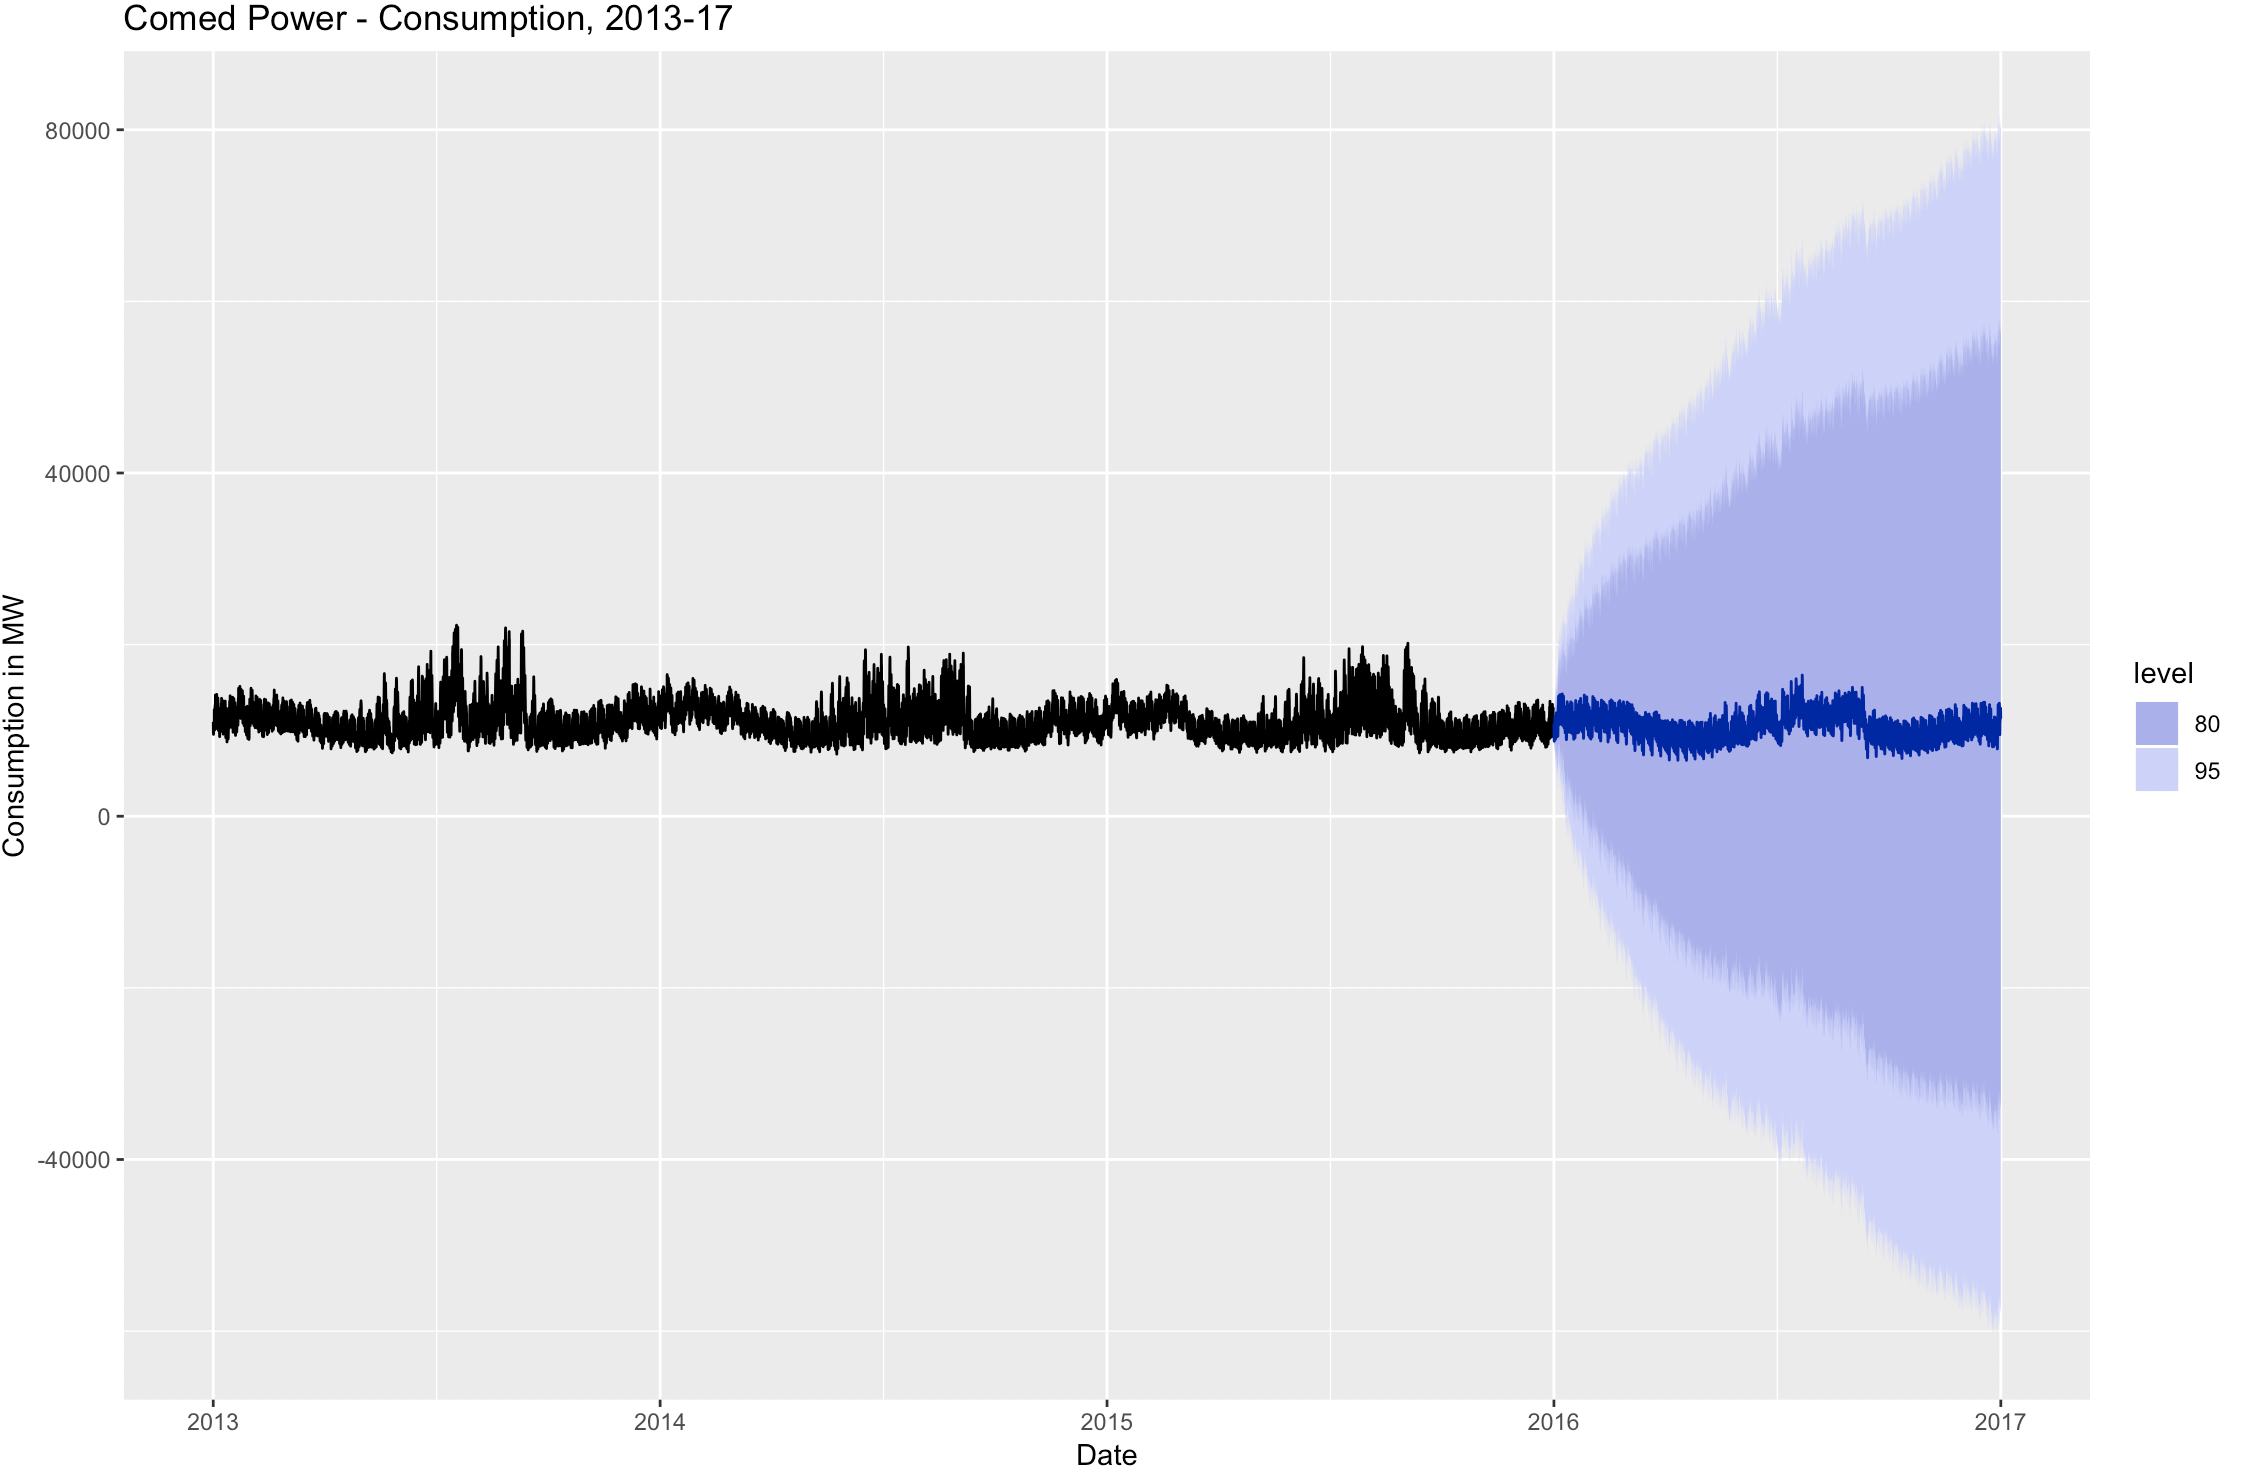 Comed Power - Consumption, 2013-17
80000
40000
0
-40000
Consumption in MW
2013
2014
2015
2016
2017
Date
level
80
95